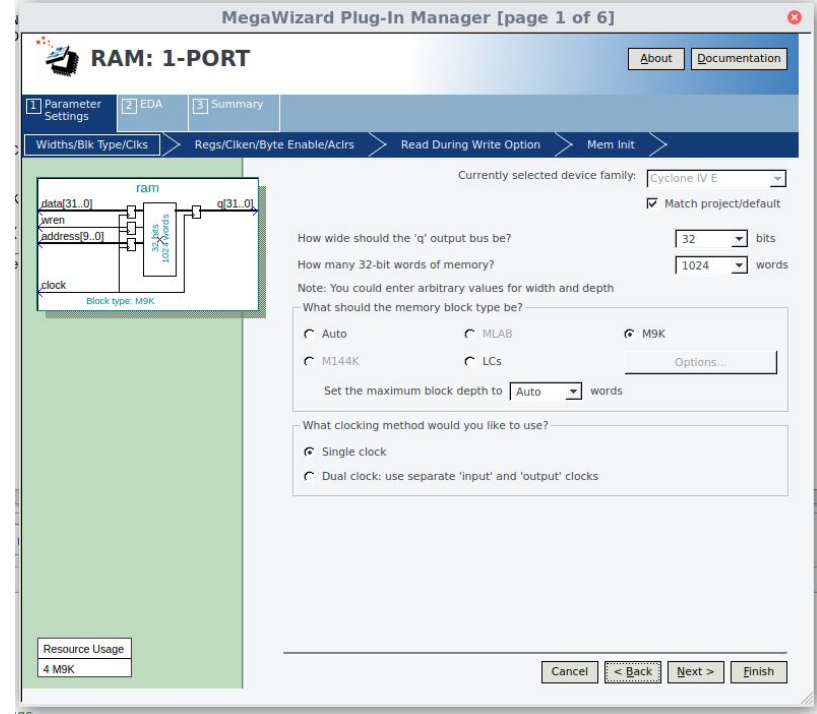 MegaWizard Plug-In Manager [page 1 of 6]
RAM: 1-PORT
About
Documentation
1 Parameter Settings
2 EDA
3 Summary
Widths/Blk Type/Clks
Regs/Clken/Byte Enable/Aclrs
Read During Write Option
Mem Init
ram
data[31..0]
q[31..0]
wren
address[9..0]
32 bits
1024 words
clock
Block type: M9K
Currently selected device family:
Cyclone IV E
Match project/default
How wide should the 'q' output bus be?
32
bits
How many 32-bit words of memory?
1024
words
Note: You could enter arbitrary values for width and depth
What should the memory block type be?
Auto
MLAB
M9K
M144K
LCs
Options...
Set the maximum block depth to
Auto
words
What clocking method would you like to use?
Single clock
Dual clock: use separate 'input' and 'output' clocks
Resource Usage
4 M9K
Cancel
< Back
Next >
Finish